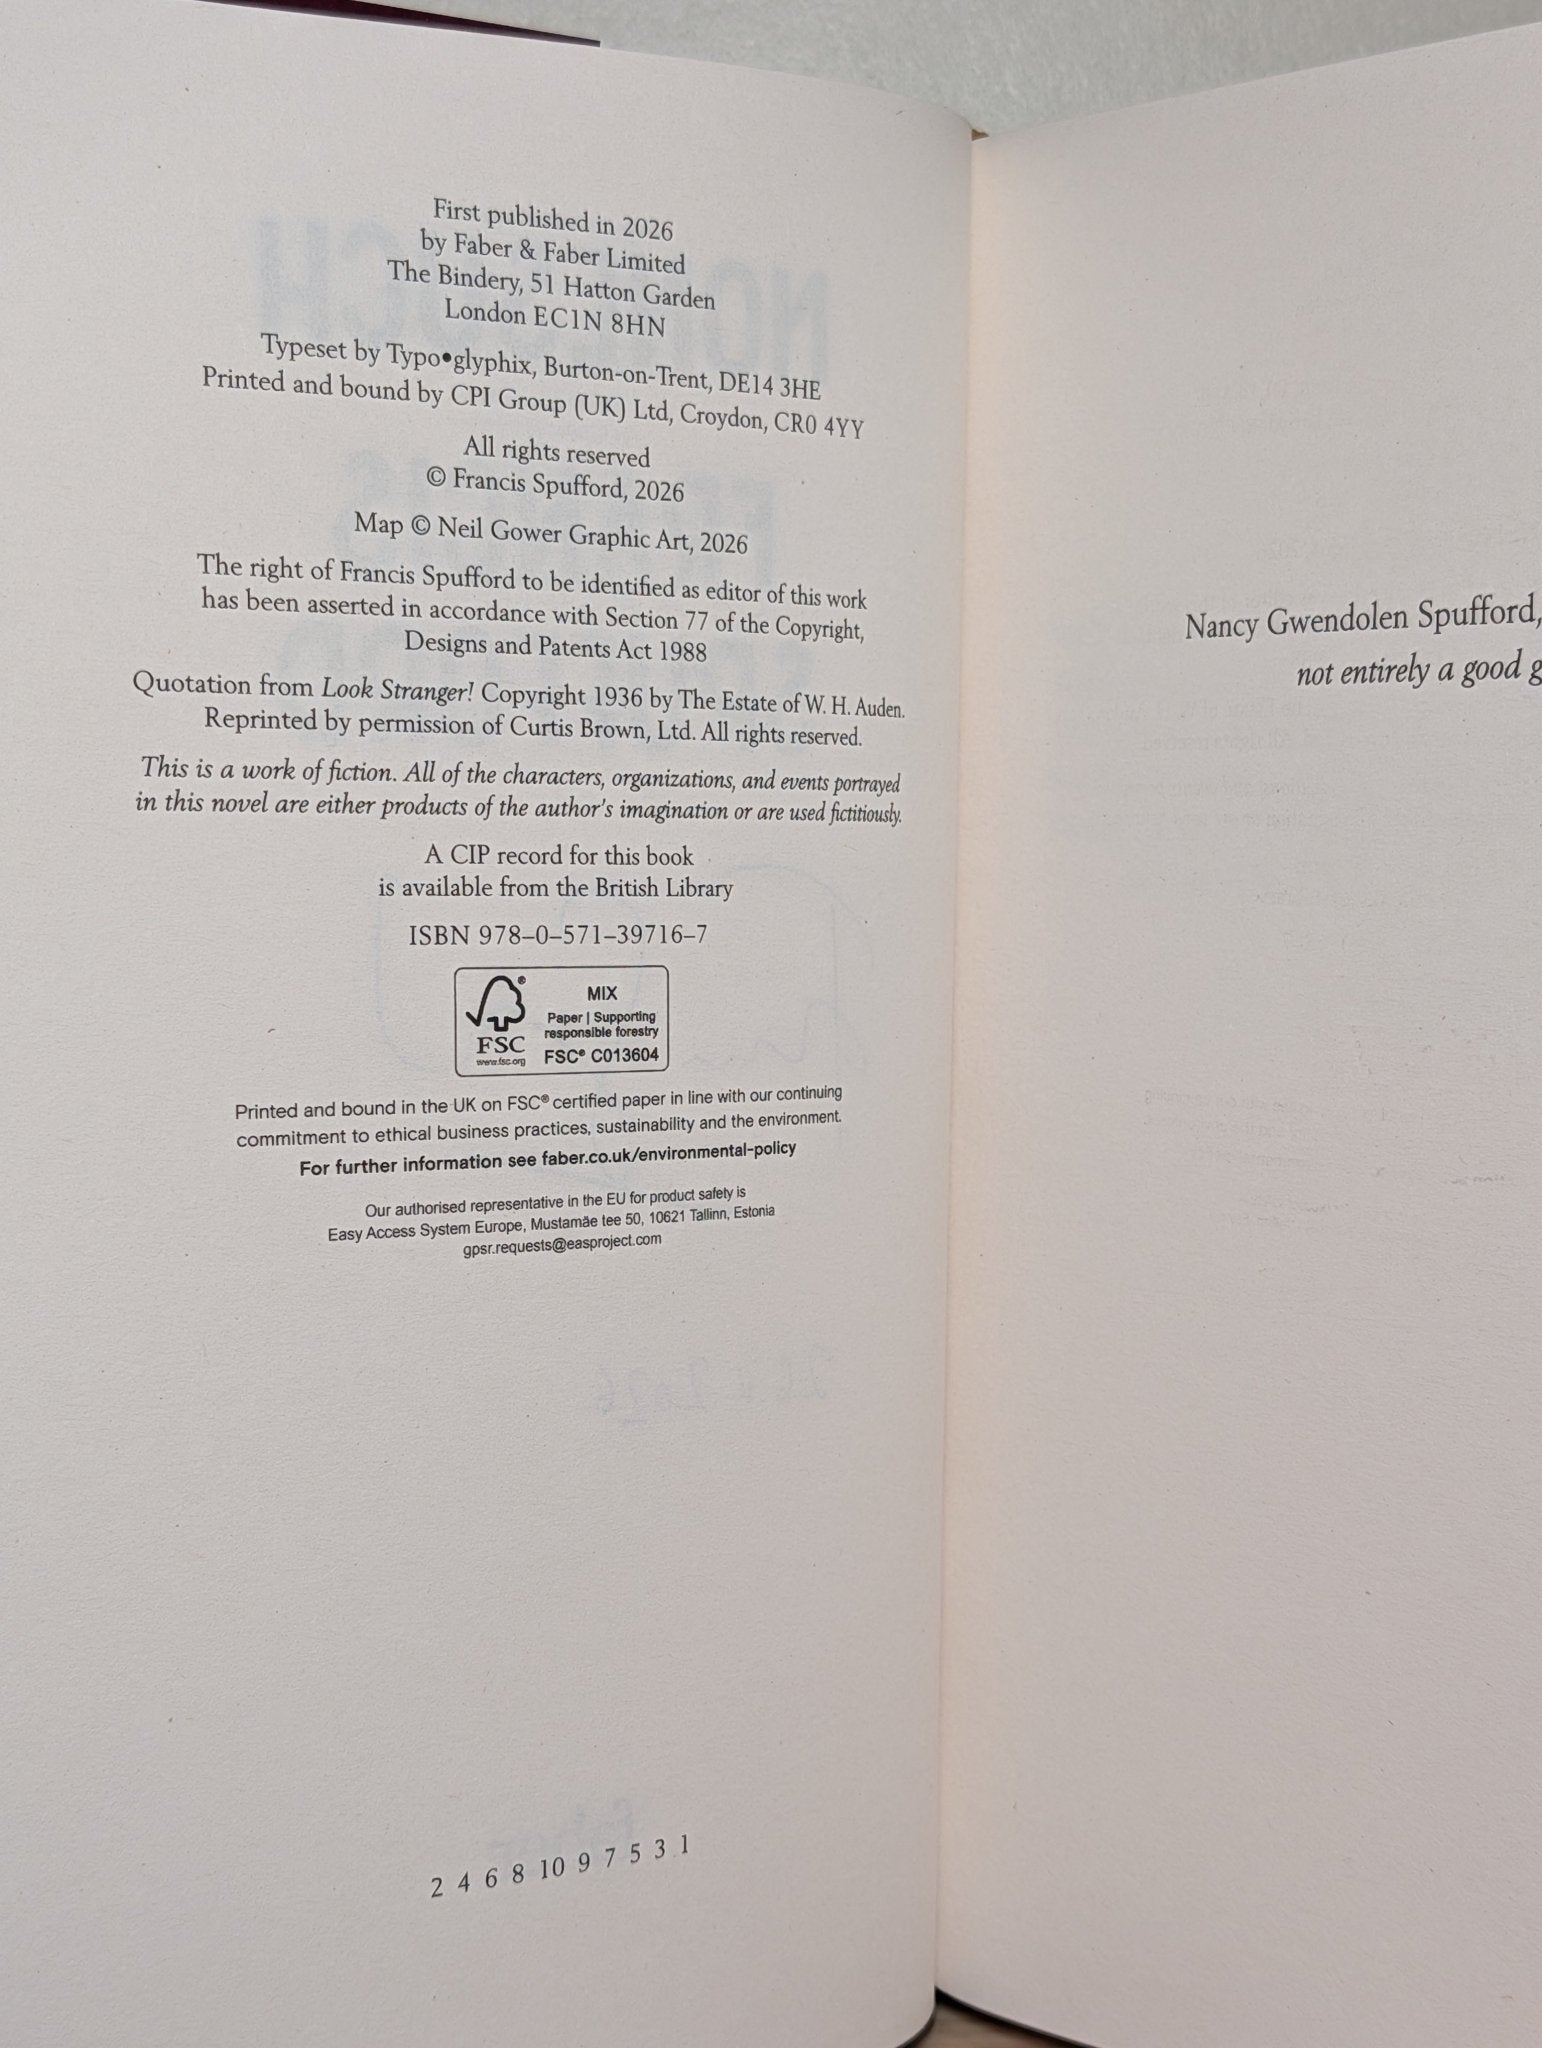 First published in 2026
by Faber & Faber Limited
The Bindery, 51 Hatton Garden
London EC1N 8HN
Typeset by Typo•glyphix, Burton-on-Trent, DE14 3HE
Printed and bound by CPI Group (UK) Ltd, Croydon, CR0 4YY
All rights reserved
© Francis Spufford, 2026
Map © Neil Gower Graphic Art, 2026
The right of Francis Spufford to be identified as editor of this work
has been asserted in accordance with Section 77 of the Copyright,
Designs and Patents Act 1988
Quotation from Look Stranger! Copyright 1936 by The Estate of W. H. Auden.
Reprinted by permission of Curtis Brown, Ltd. All rights reserved.
This is a work of fiction. All of the characters, organizations, and events portrayed
in this novel are either products of the author's imagination or are used fictitiously.
A CIP record for this book
is available from the British Library
ISBN 978–0–571–39716–7
MIX
Paper | Supporting
responsible forestry
FSC® C013604
FSC
www.fsc.org
Printed and bound in the UK on FSC® certified paper in line with our continuing
commitment to ethical business practices, sustainability and the environment.
For further information see faber.co.uk/environmental-policy
Our authorised representative in the EU for product safety is
Easy Access System Europe, Mustamäe tee 50, 10621 Tallinn, Estonia
gpsr.requests@easproject.com
2 4 6 8 10 9 7 5 3 1
Nancy Gwendolen Spufford,
not entirely a good